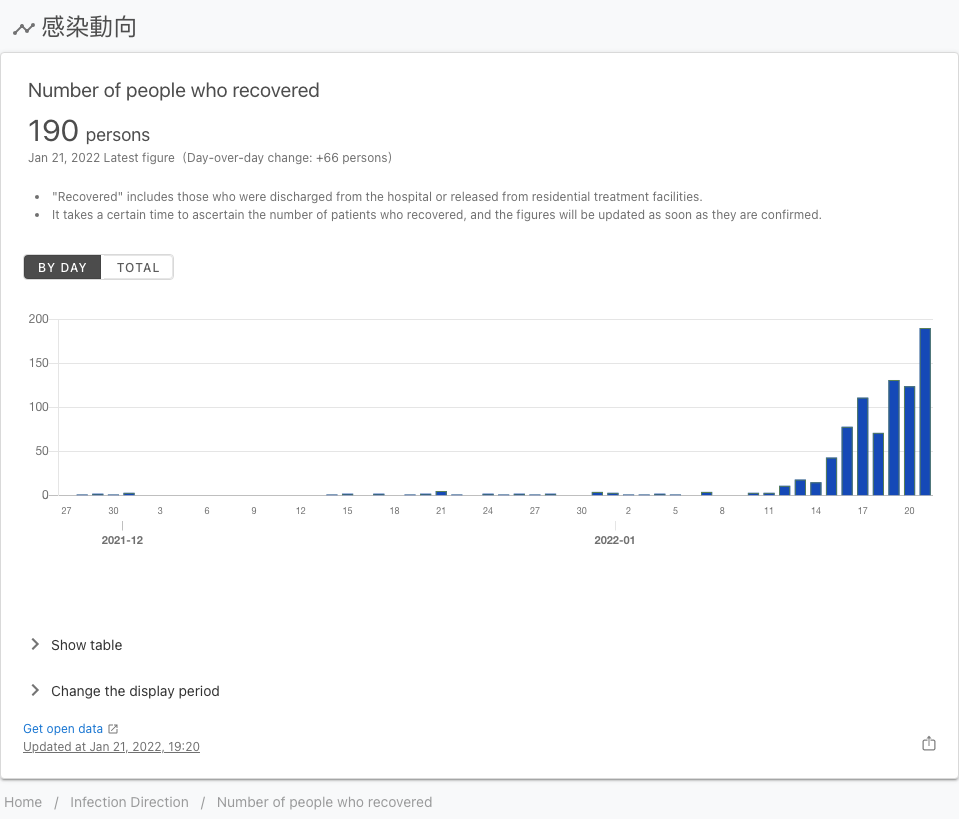 感染動向
Number of people who recovered
190 persons
Jan 21, 2022 Latest figure (Day-over-day change: +66 persons)
• "Recovered" includes those who were discharged from the hospital or released from residential treatment facilities.
• It takes a certain time to ascertain the number of patients who recovered, and the figures will be updated as soon as they are confirmed.
BY DAY TOTAL
200
150
100
50
0
27 30 3 6 9 12 15 18 21 24 27 30 2 5 8 11 14 17 20
2021-12 2022-01
Show table
Change the display period
Get open data
Updated at Jan 21, 2022, 19:20
Home / Infection Direction / Number of people who recovered